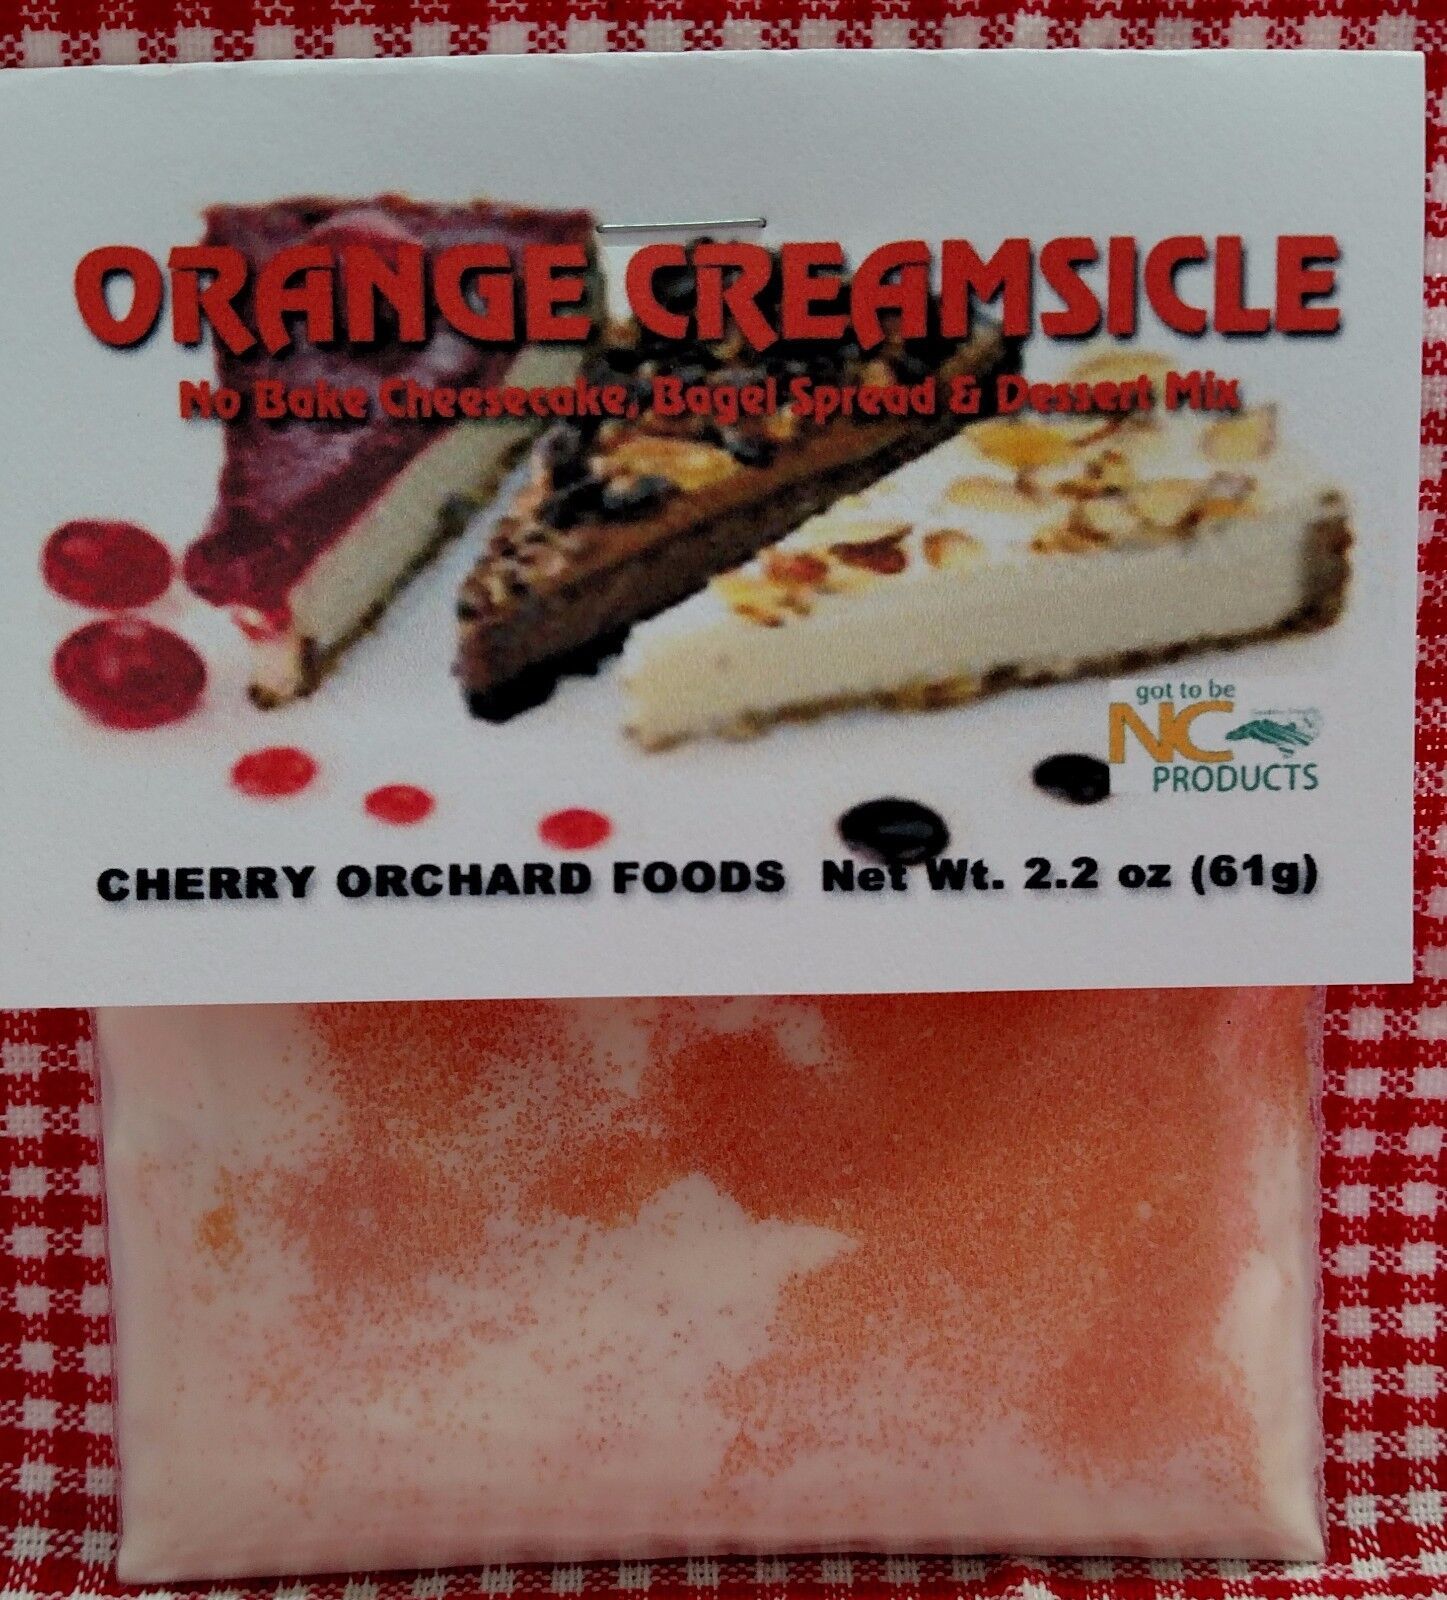 ORANGE CREAMSICLE
No Bake Cheesecake, Bagel Spread & Dessert Mix
got to be
NC
PRODUCTS
CHERRY ORCHARD FOODS Net Wt. 2.2 oz (61g)